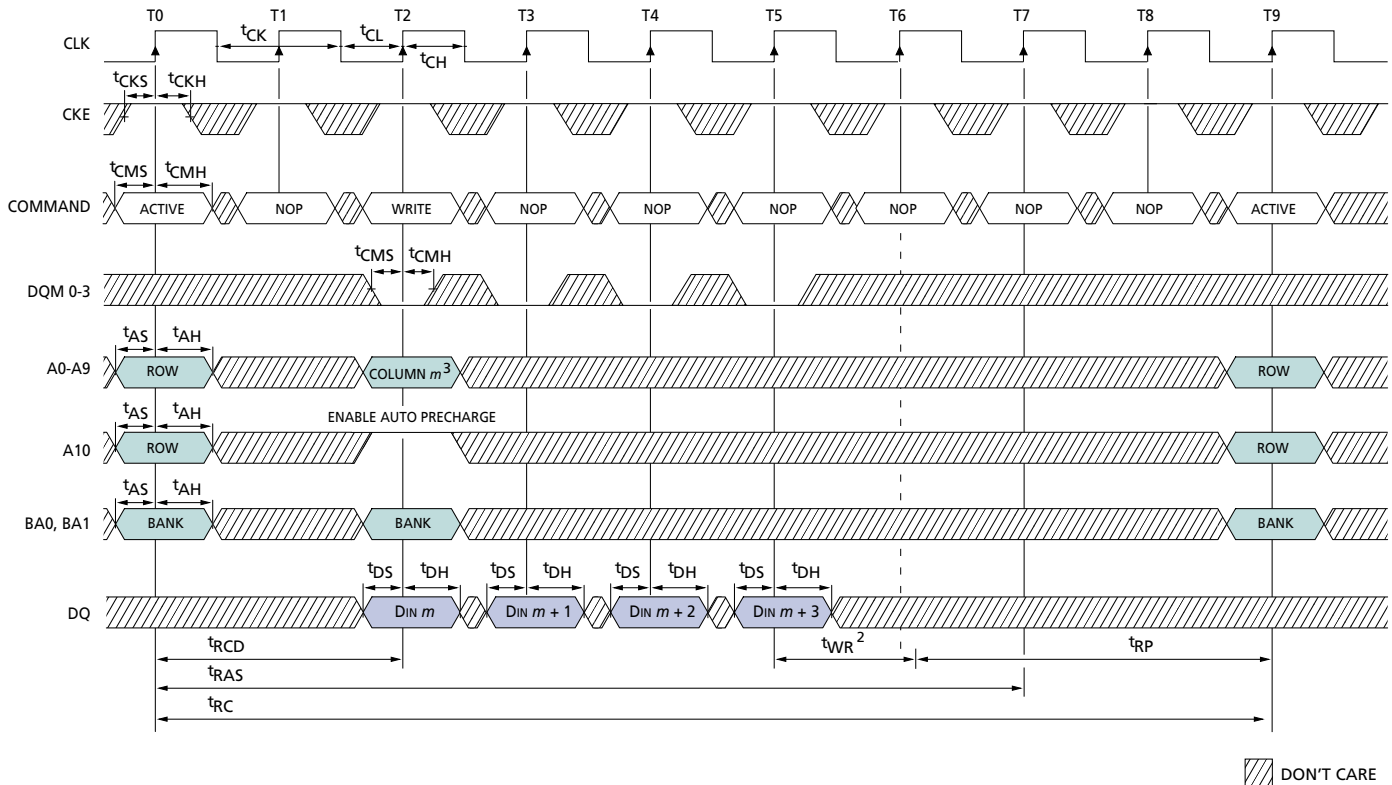 T0 T1 T2 T3 T4 T5 T6 T7 T8 T9
CLK
tCK tCL
tCH
tCKS tCKH
CKE
tCMS tCMH
COMMAND ACTIVE NOP WRITE NOP NOP NOP NOP NOP NOP ACTIVE
tCMS tCMH
DQM 0-3
tAS tAH
A0-A9 ROW COLUMN m³ ROW
tAS tAH ENABLE AUTO PRECHARGE
A10 ROW ROW
tAS tAH
BA0, BA1 BANK BANK BANK
tDS tDH tDS tDH tDS tDH tDS tDH
DQ DIN m DIN m + 1 DIN m + 2 DIN m + 3
tRCD tWR² tRP
tRAS
tRC
DON'T CARE